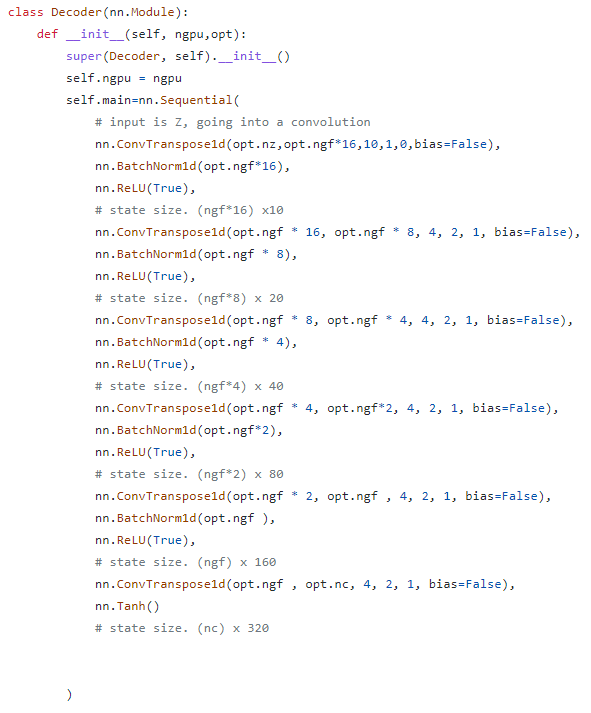 class Decoder(nn.Module):
    def __init__(self, ngpu,opt):
        super(Decoder, self).__init__()
        self.ngpu = ngpu
        self.main=nn.Sequential(
            # input is Z, going into a convolution
            nn.ConvTranspose1d(opt.nz,opt.ngf*16,10,1,0,bias=False),
            nn.BatchNorm1d(opt.ngf*16),
            nn.ReLU(True),
            # state size. (ngf*16) x10
            nn.ConvTranspose1d(opt.ngf * 16, opt.ngf * 8, 4, 2, 1, bias=False),
            nn.BatchNorm1d(opt.ngf * 8),
            nn.ReLU(True),
            # state size. (ngf*8) x 20
            nn.ConvTranspose1d(opt.ngf * 8, opt.ngf * 4, 4, 2, 1, bias=False),
            nn.BatchNorm1d(opt.ngf * 4),
            nn.ReLU(True),
            # state size. (ngf*4) x 40
            nn.ConvTranspose1d(opt.ngf * 4, opt.ngf*2, 4, 2, 1, bias=False),
            nn.BatchNorm1d(opt.ngf*2),
            nn.ReLU(True),
            # state size. (ngf*2) x 80
            nn.ConvTranspose1d(opt.ngf * 2, opt.ngf , 4, 2, 1, bias=False),
            nn.BatchNorm1d(opt.ngf ),
            nn.ReLU(True),
            # state size. (ngf) x 160
            nn.ConvTranspose1d(opt.ngf , opt.nc, 4, 2, 1, bias=False),
            nn.Tanh()
            # state size. (nc) x 320
        )